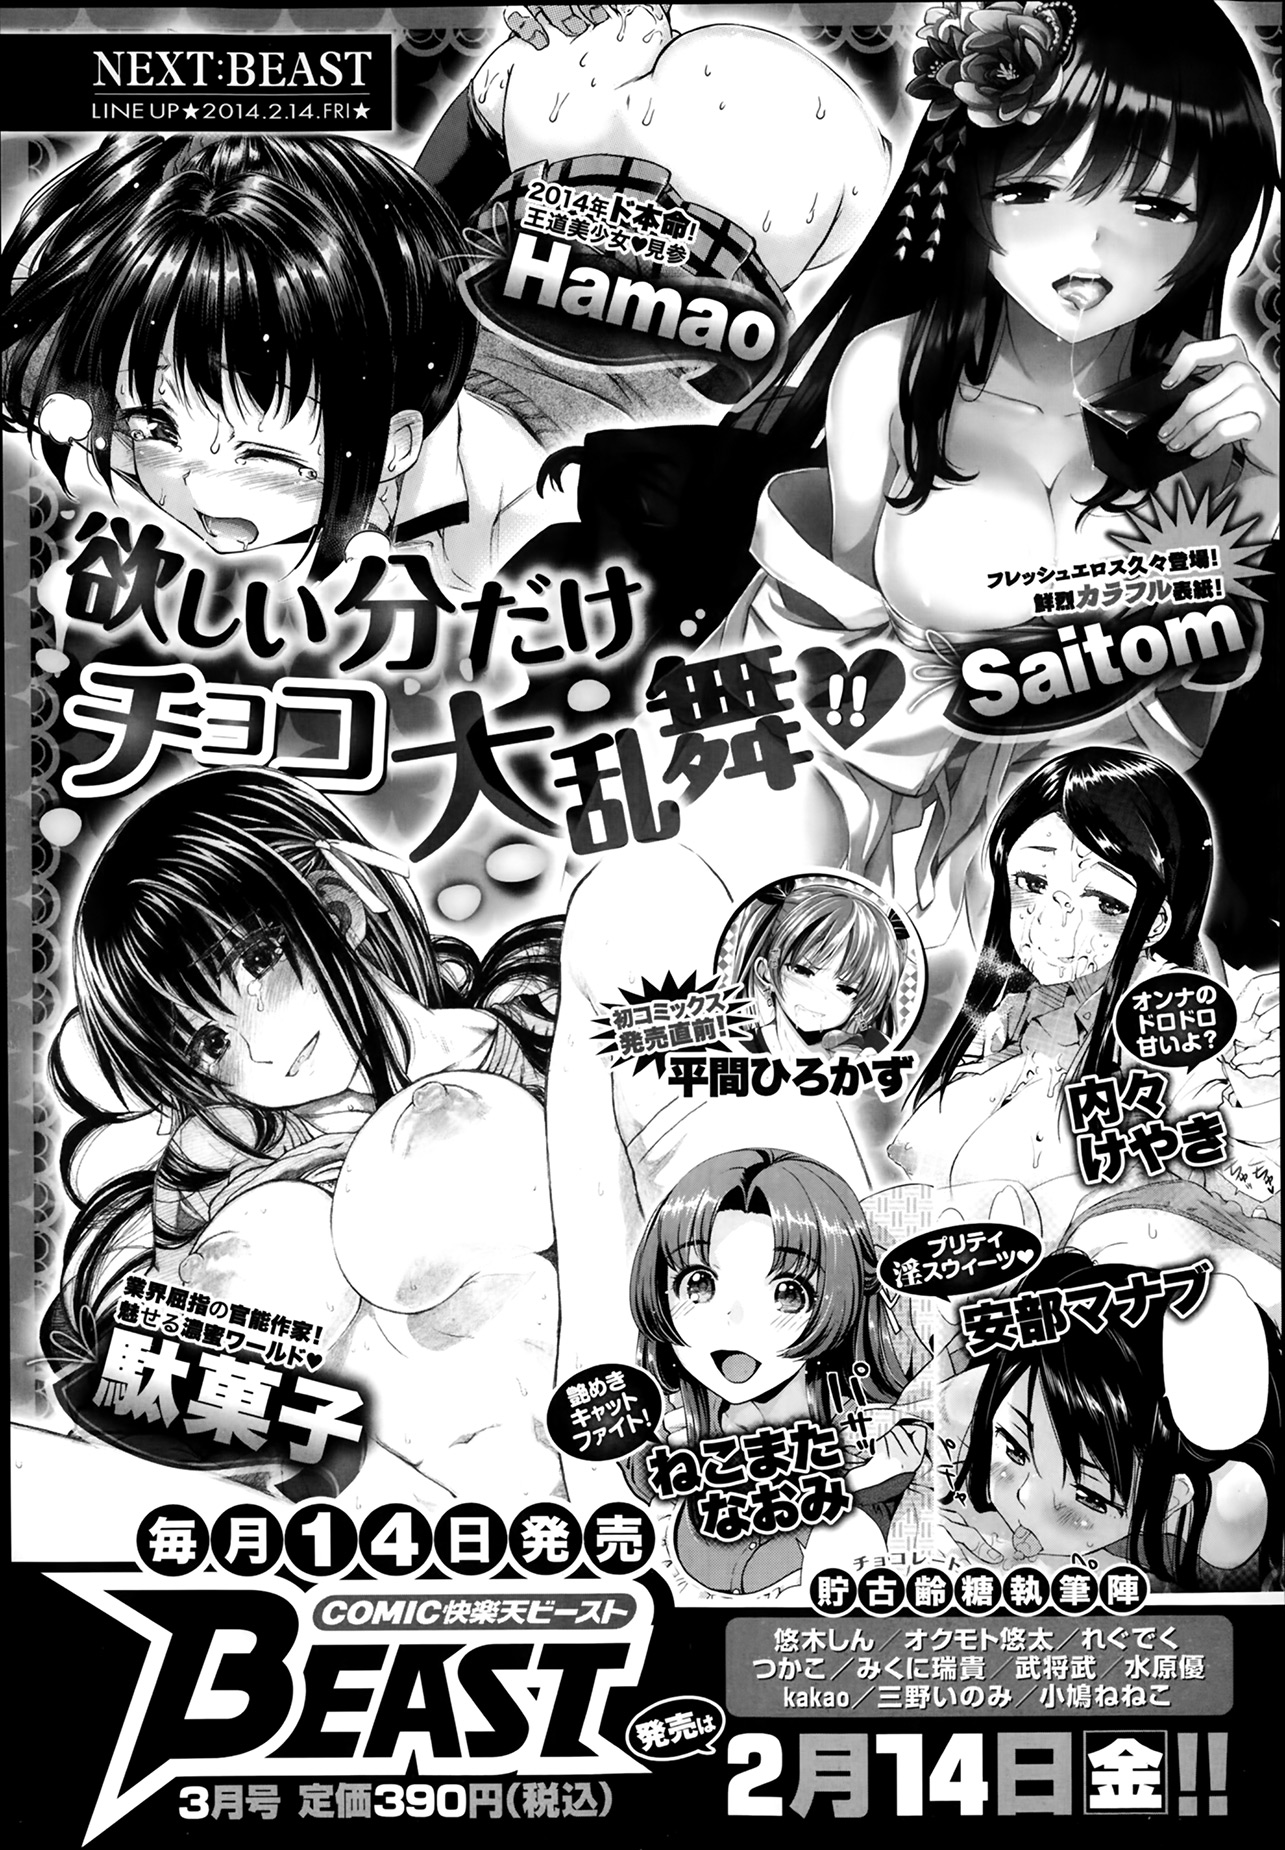 NEXT:BEAST
LINE UP★2014.2.14.FRI★
2014年ド本命!
王道美少女♥見参
Hamao
フレッシュエロス久々登場!
鮮烈カラフル表紙!
Saitom
欲しい分だけ
チョコ大乱舞♥!!
初コミックス
発売直前!
平間ひろかず
オンナの
ドロドロ
甘いよ?
内々
けやき
プリティ
淫スウィーツ♥
安部マナブ
業界屈指の官能作家!
魅せる濃蜜ワールド♥
駄菓子
艶めき
キャット
ファイト!
パサッ
ねこまた
なおみ
毎月14日発売
COMIC快楽天ビースト
BEAST
3月号 定価390円(税込)
チョコレート
貯古齢糖執筆陣
悠木しん/オクモト悠太/れぐでく
つかこ/みくに瑞貴/武将武/水原優
kakao/三野いのみ/小鳩ねねこ
発売は
2月14日金!!